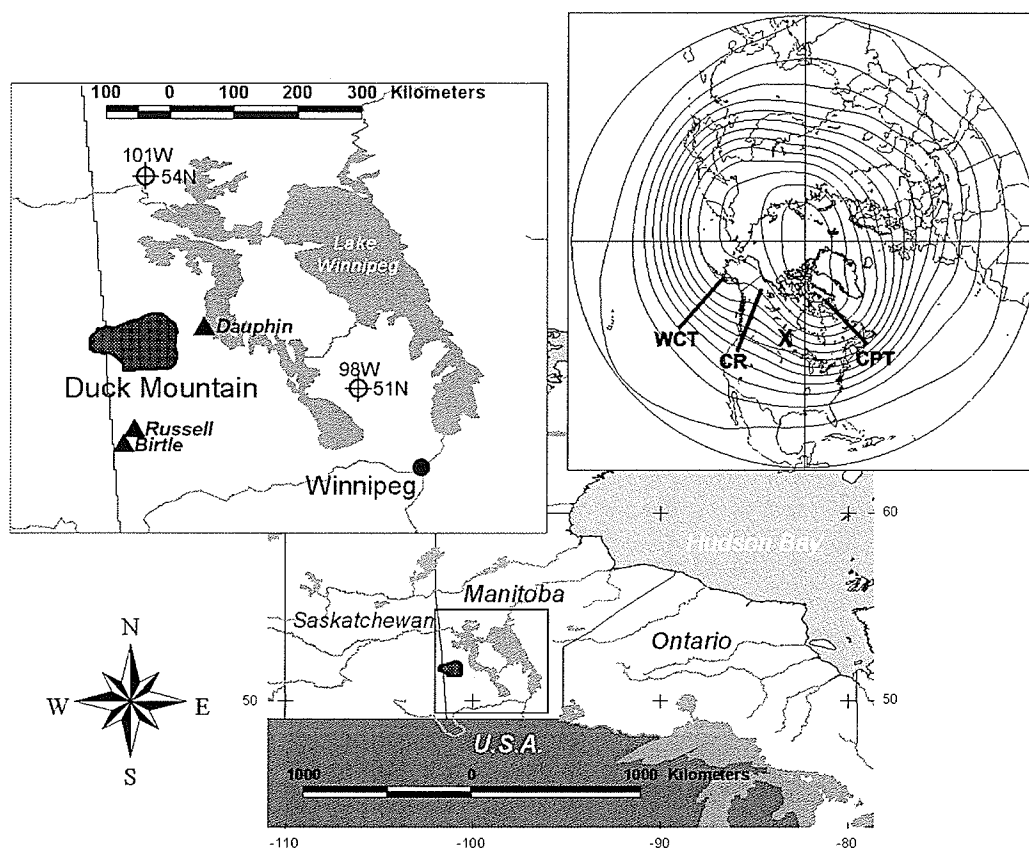 100 0 100 200 300 Kilometers
101W
54N
Lake
Winnipeg
Dauphin
Duck Mountain
98W
51N
Russell
Birtle
Winnipeg
WCT
CR
X
CPT
60
Hudson Bay
Manitoba
Saskatchewan
Ontario
50
50
U.S.A.
1000 0 1000 Kilometers
N
W E
S
-110 -100 -90 -80